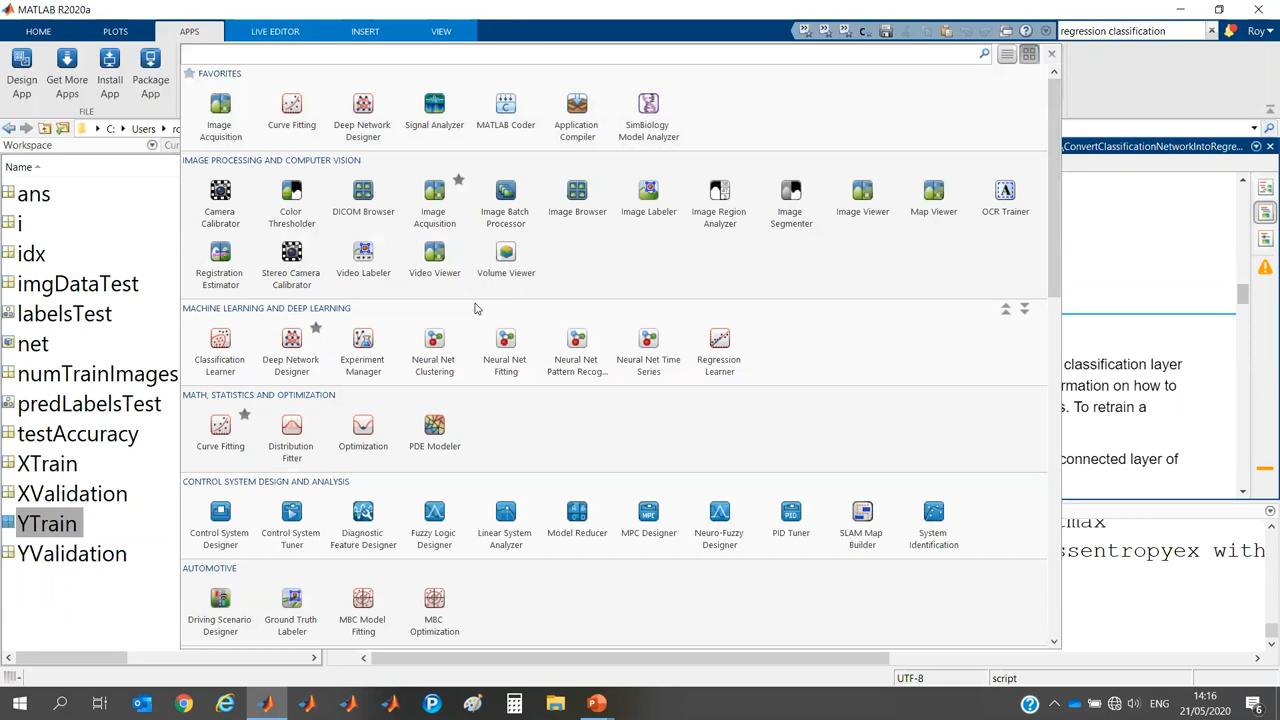 MATLAB R2020a
HOME PLOTS APPS LIVE EDITOR INSERT VIEW
regression classification
Roy
Design App
Get More Apps
Install App
Package App
FILE
C: Users
Workspace
Name
ans
i
idx
imgDataTest
labelsTest
net
numTrainImages
predLabelsTest
testAccuracy
XTrain
XValidation
YTrain
YValidation
FAVORITES
Image Acquisition
Curve Fitting
Deep Network Designer
Signal Analyzer
MATLAB Coder
Application Compiler
SimBiology Model Analyzer
IMAGE PROCESSING AND COMPUTER VISION
Camera Calibrator
Color Thresholder
DICOM Browser
Image Acquisition
Image Batch Processor
Image Browser
Image Labeler
Image Region Analyzer
Image Segmenter
Image Viewer
Map Viewer
OCR Trainer
Registration Estimator
Stereo Camera Calibrator
Video Labeler
Video Viewer
Volume Viewer
MACHINE LEARNING AND DEEP LEARNING
Classification Learner
Deep Network Designer
Experiment Manager
Neural Net Clustering
Neural Net Fitting
Neural Net Pattern Recog...
Neural Net Time Series
Regression Learner
MATH, STATISTICS AND OPTIMIZATION
Curve Fitting
Distribution Fitter
Optimization
PDE Modeler
CONTROL SYSTEM DESIGN AND ANALYSIS
Control System Designer
Control System Tuner
Diagnostic Feature Designer
Fuzzy Logic Designer
Linear System Analyzer
Model Reducer
MPC Designer
Neuro-Fuzzy Designer
PID Tuner
SLAM Map Builder
System Identification
AUTOMOTIVE
Driving Scenario Designer
Ground Truth Labeler
MBC Model Fitting
MBC Optimization
\ConvertClassificationNetworkIntoRegre...
classification layer
rmation on how to
s. To retrain a
connected layer of
ssentropyex with
UTF-8
script
ENG
14:16
21/05/2020
6